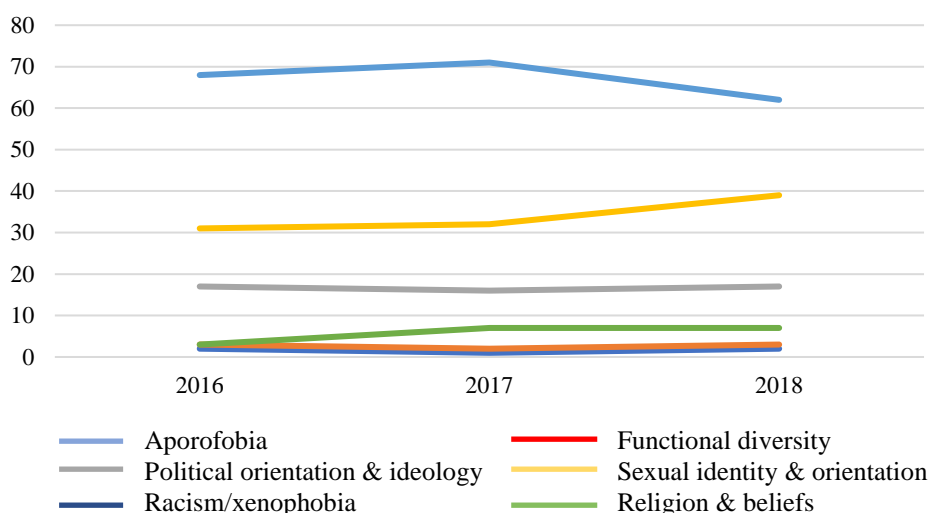 80
70
60
50
40
30
20
10
0
2016 2017 2018
Aporofobia Functional diversity
Political orientation & ideology Sexual identity & orientation
Racism/xenophobia Religion & beliefs